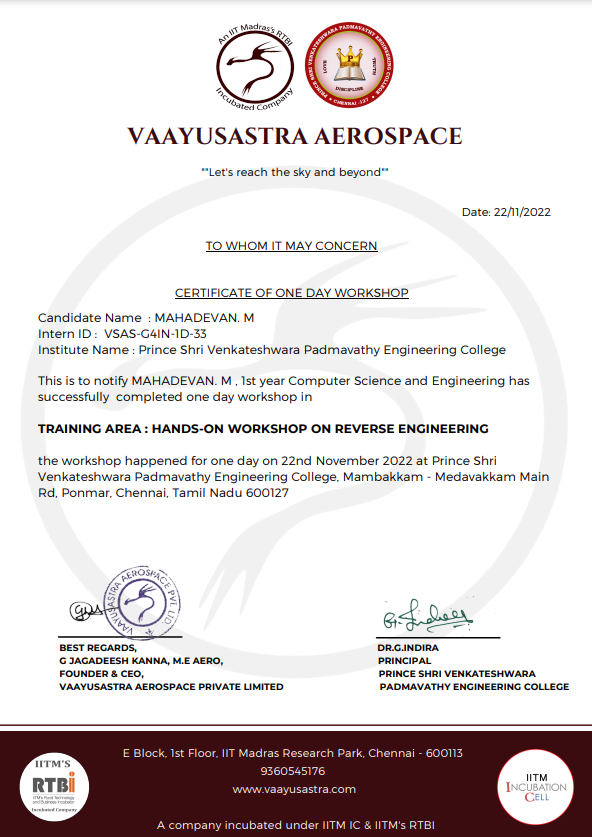 An IIT Madras's RTBI
Incubated Company
PRINCE SHRI VENKATESHWARA PADMAVATHY ENGINEERING COLLEGE
CHENNAI -127
LOVE
P
DISCIPLINE
VAAYUSASTRA AEROSPACE
""Let's reach the sky and beyond""
Date: 22/11/2022
TO WHOM IT MAY CONCERN
CERTIFICATE OF ONE DAY WORKSHOP
Candidate Name : MAHADEVAN. M
Intern ID : VSAS-G4IN-1D-33
Institute Name : Prince Shri Venkateshwara Padmavathy Engineering College
This is to notify MAHADEVAN. M , 1st year Computer Science and Engineering has
successfully completed one day workshop in
TRAINING AREA : HANDS-ON WORKSHOP ON REVERSE ENGINEERING
the workshop happened for one day on 22nd November 2022 at Prince Shri
Venkateshwara Padmavathy Engineering College, Mambakkam - Medavakkam Main
Rd, Ponmar, Chennai, Tamil Nadu 600127
VAAYUSASTRA AEROSPACE PVT. LTD.
G. Indira
BEST REGARDS,
G JAGADEESH KANNA, M.E AERO,
FOUNDER & CEO,
VAAYUSASTRA AEROSPACE PRIVATE LIMITED
DR.G.INDIRA
PRINCIPAL
PRINCE SHRI VENKATESHWARA
PADMAVATHY ENGINEERING COLLEGE
IITM'S
RTBi
IITM's Rural Technology
and Business Incubator
Incubated Company
E Block, 1st Floor, IIT Madras Research Park, Chennai - 600113
9360545176
www.vaayusastra.com
A company incubated under IITM IC & IITM's RTBI
IITM
INCUBATION
CELL